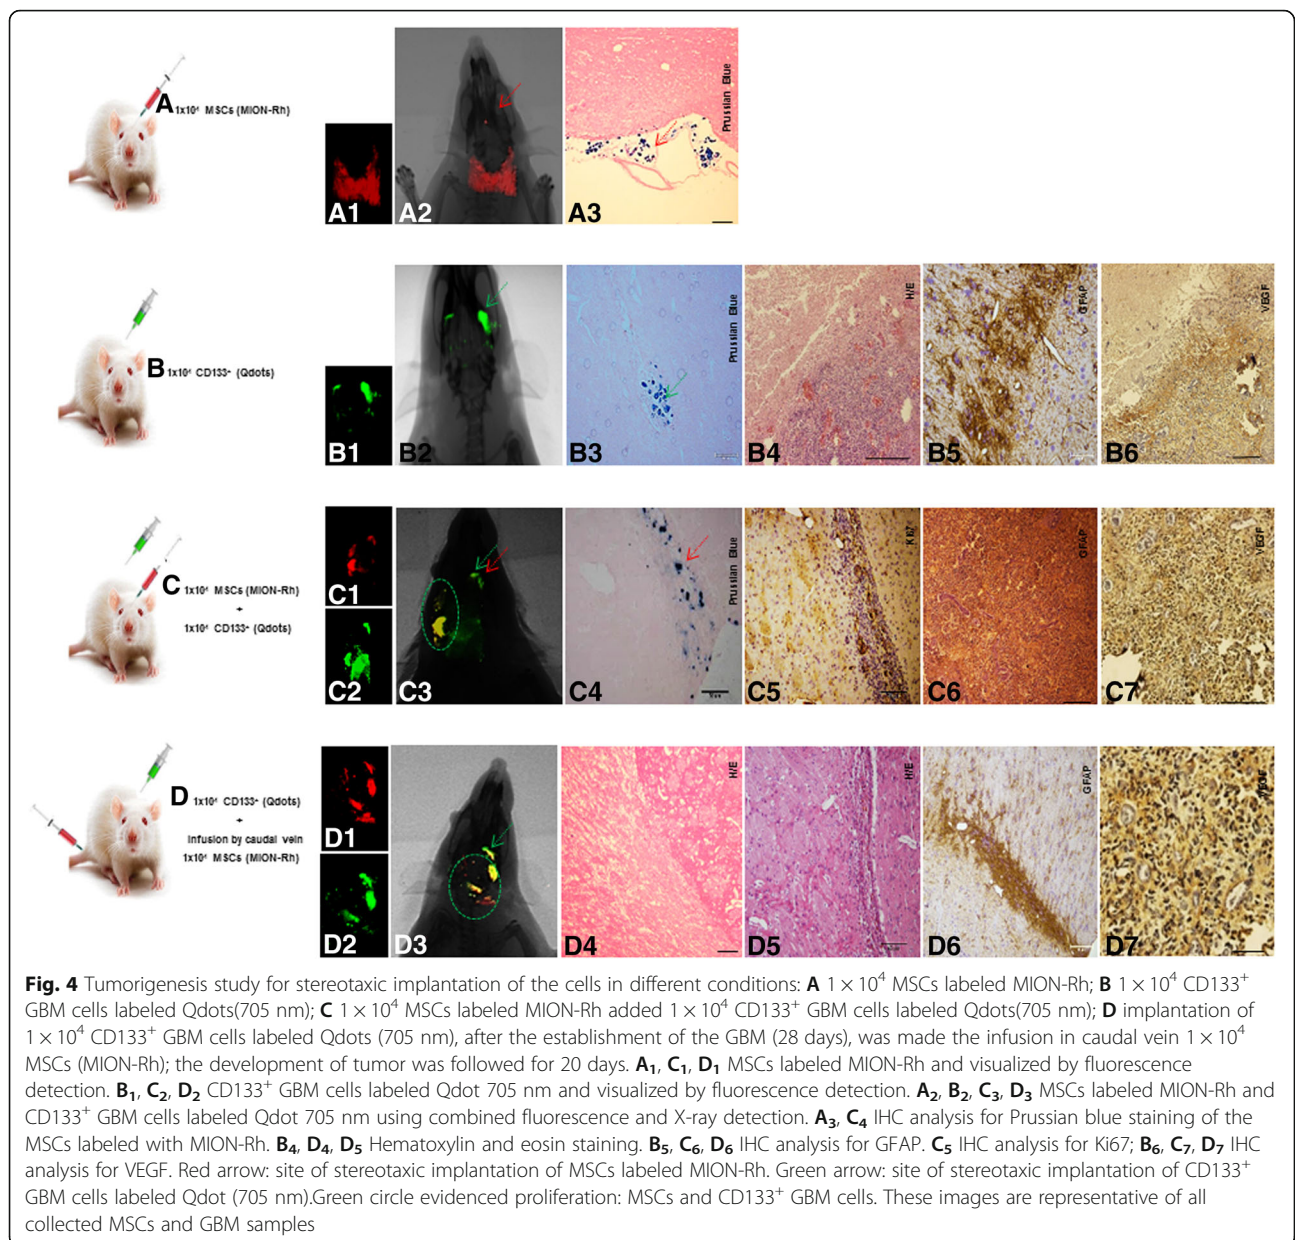 A 1x10⁴ MSCs (MION-Rh)
A1
A2
A3
Prussian Blue
B 1x10⁴ CD133⁺ (Qdots)
B1
B2
B3
Prussian Blue
B4
H/E
B5
GFAP
B6
VEGF
C 1x10⁴ MSCs (MION-Rh)
+
1x10⁴ CD133⁺ (Qdots)
C1
C2
C3
C4
Prussian Blue
C5
Ki67
C6
GFAP
C7
VEGF
D 1x10⁴ CD133⁺ (Qdots)
+
Infusion by caudal vein
1x10⁴ MSCs (MION-Rh)
D1
D2
D3
D4
H/E
D5
H/E
D6
GFAP
D7
VEGF
Fig. 4 Tumorigenesis study for stereotaxic implantation of the cells in different conditions: A 1 × 10⁴ MSCs labeled MION-Rh; B 1 × 10⁴ CD133⁺
GBM cells labeled Qdots(705 nm); C 1 × 10⁴ MSCs labeled MION-Rh added 1 × 10⁴ CD133⁺ GBM cells labeled Qdots(705 nm); D implantation of
1 × 10⁴ CD133⁺ GBM cells labeled Qdots (705 nm), after the establishment of the GBM (28 days), was made the infusion in caudal vein 1 × 10⁴
MSCs (MION-Rh); the development of tumor was followed for 20 days. A₁, C₁, D₁ MSCs labeled MION-Rh and visualized by fluorescence
detection. B₁, C₂, D₂ CD133⁺ GBM cells labeled Qdot 705 nm and visualized by fluorescence detection. A₂, B₂, C₃, D₃ MSCs labeled MION-Rh and
CD133⁺ GBM cells labeled Qdot 705 nm using combined fluorescence and X-ray detection. A₃, C₄ IHC analysis for Prussian blue staining of the
MSCs labeled with MION-Rh. B₄, D₄, D₅ Hematoxylin and eosin staining. B₅, C₆, D₆ IHC analysis for GFAP. C₅ IHC analysis for Ki67; B₆, C₇, D₇ IHC
analysis for VEGF. Red arrow: site of stereotaxic implantation of MSCs labeled MION-Rh. Green arrow: site of stereotaxic implantation of CD133⁺
GBM cells labeled Qdot (705 nm).Green circle evidenced proliferation: MSCs and CD133⁺ GBM cells. These images are representative of all
collected MSCs and GBM samples